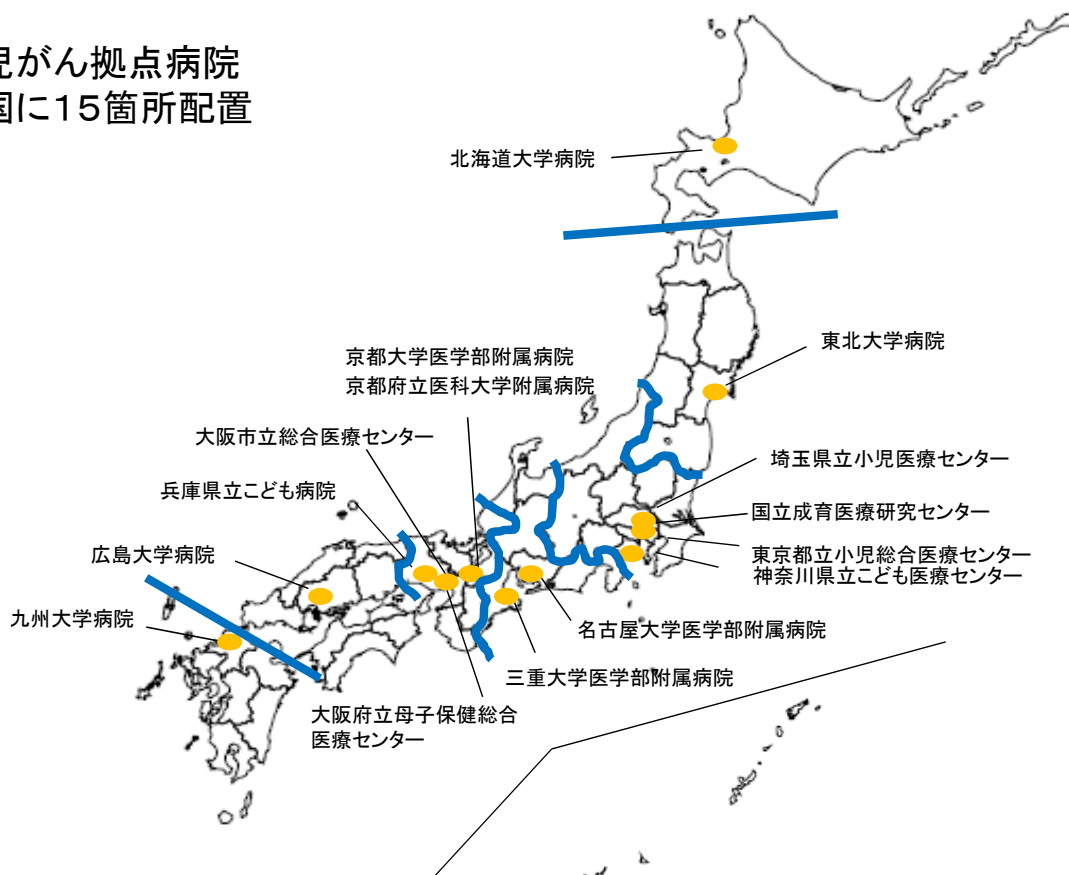 児がん拠点病院
国に15箇所配置
北海道大学病院
東北大学病院
京都大学医学部附属病院
京都府立医科大学附属病院
大阪市立総合医療センター
埼玉県立小児医療センター
兵庫県立こども病院
国立成育医療研究センター
広島大学病院
東京都立小児総合医療センター
神奈川県立こども医療センター
九州大学病院
名古屋大学医学部附属病院
三重大学医学部附属病院
大阪府立母子保健総合
医療センター